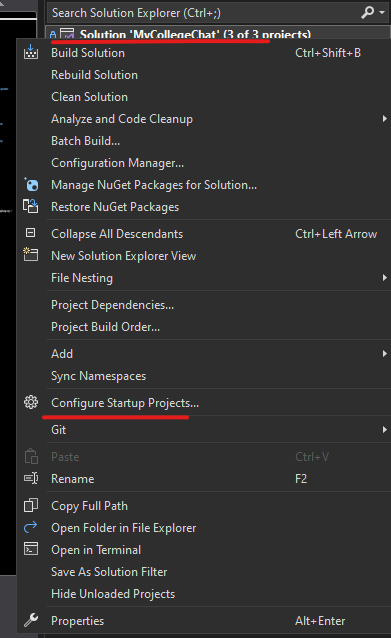 Search Solution Explorer (Ctrl+;)
Solution 'MyCollegeChat' (3 of 3 projects)
Build Solution Ctrl+Shift+B
Rebuild Solution
Clean Solution
Analyze and Code Cleanup
Batch Build...
Configuration Manager...
Manage NuGet Packages for Solution...
Restore NuGet Packages
Collapse All Descendants Ctrl+Left Arrow
New Solution Explorer View
File Nesting
Project Dependencies...
Project Build Order...
Add
Sync Namespaces
Configure Startup Projects...
Git
Paste Ctrl+V
Rename F2
Copy Full Path
Open Folder in File Explorer
Open in Terminal
Save As Solution Filter
Hide Unloaded Projects
Properties Alt+Enter